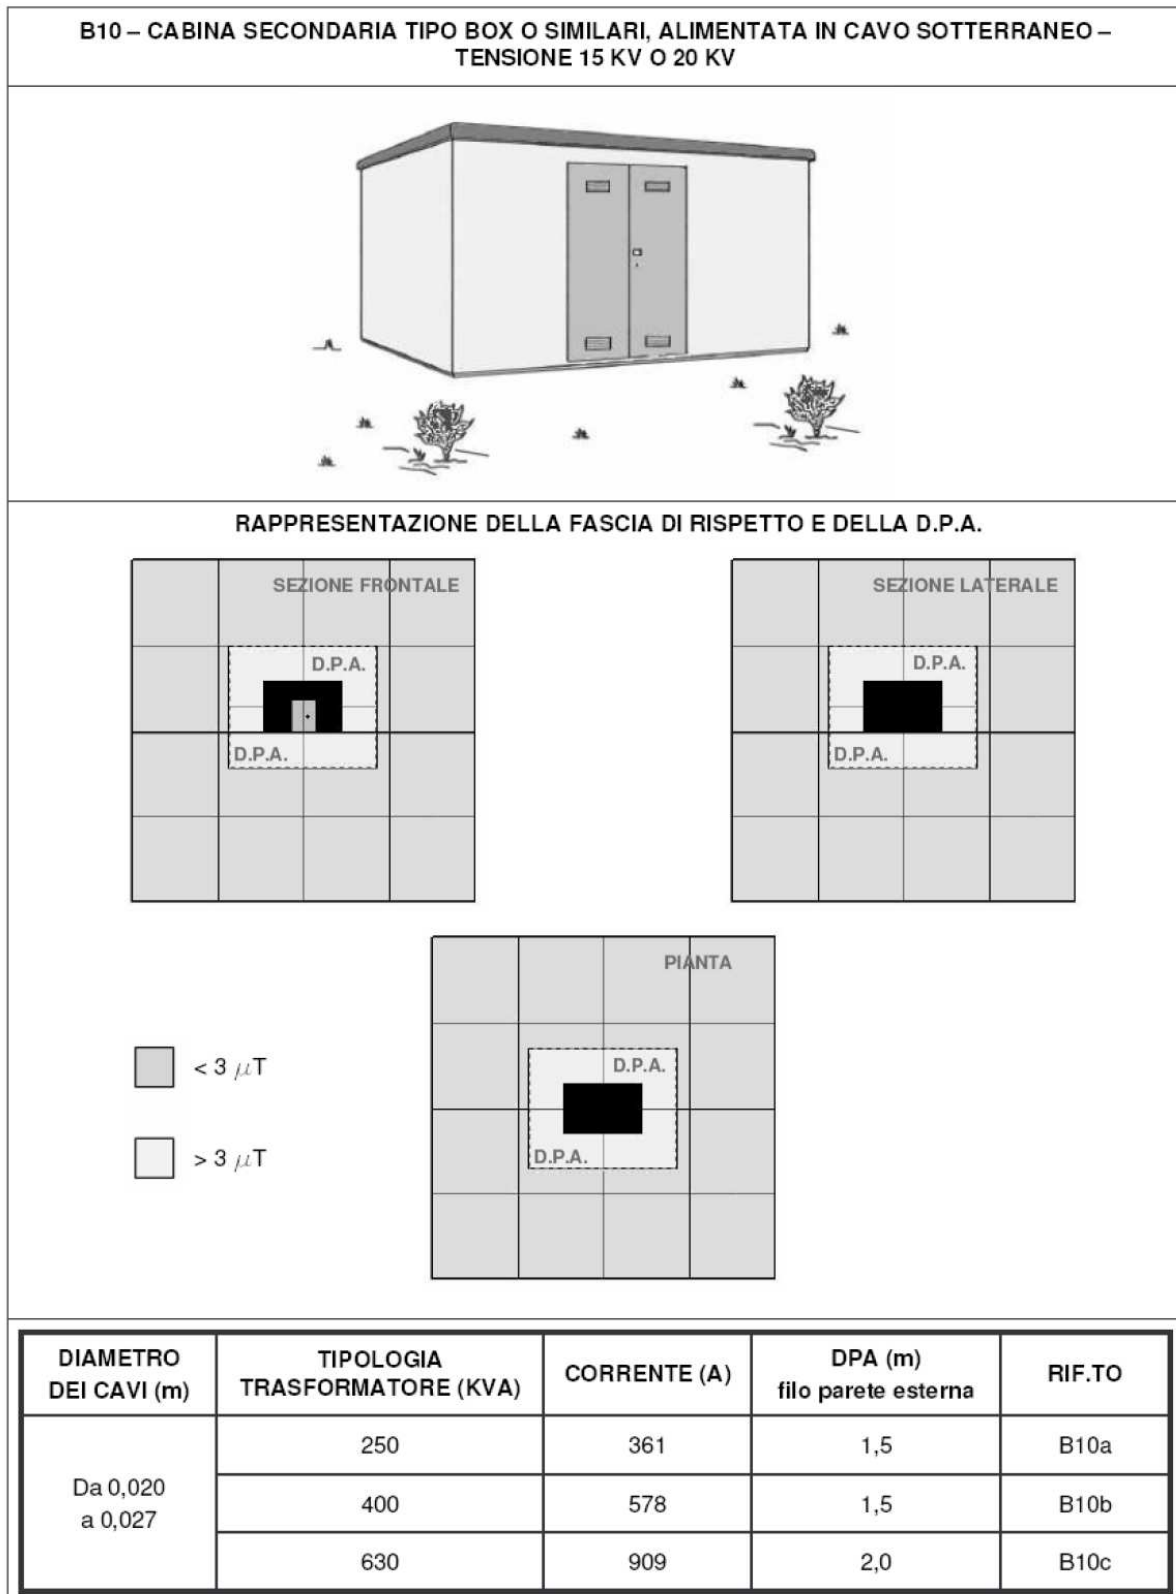 B10 – CABINA SECONDARIA TIPO BOX O SIMILARI, ALIMENTATA IN CAVO SOTTERRANEO –
TENSIONE 15 KV O 20 KV
RAPPRESENTAZIONE DELLA FASCIA DI RISPETTO E DELLA D.P.A.
SEZIONE FRONTALE
D.P.A.
D.P.A.
SEZIONE LATERALE
D.P.A.
D.P.A.
PIANTA
D.P.A.
D.P.A.
< 3 μT
> 3 μT
DIAMETRO
DEI CAVI (m)
TIPOLOGIA
TRASFORMATORE (KVA)
CORRENTE (A)
DPA (m)
filo parete esterna
RIF.TO
Da 0,020
a 0,027
250
361
1,5
B10a
400
578
1,5
B10b
630
909
2,0
B10c